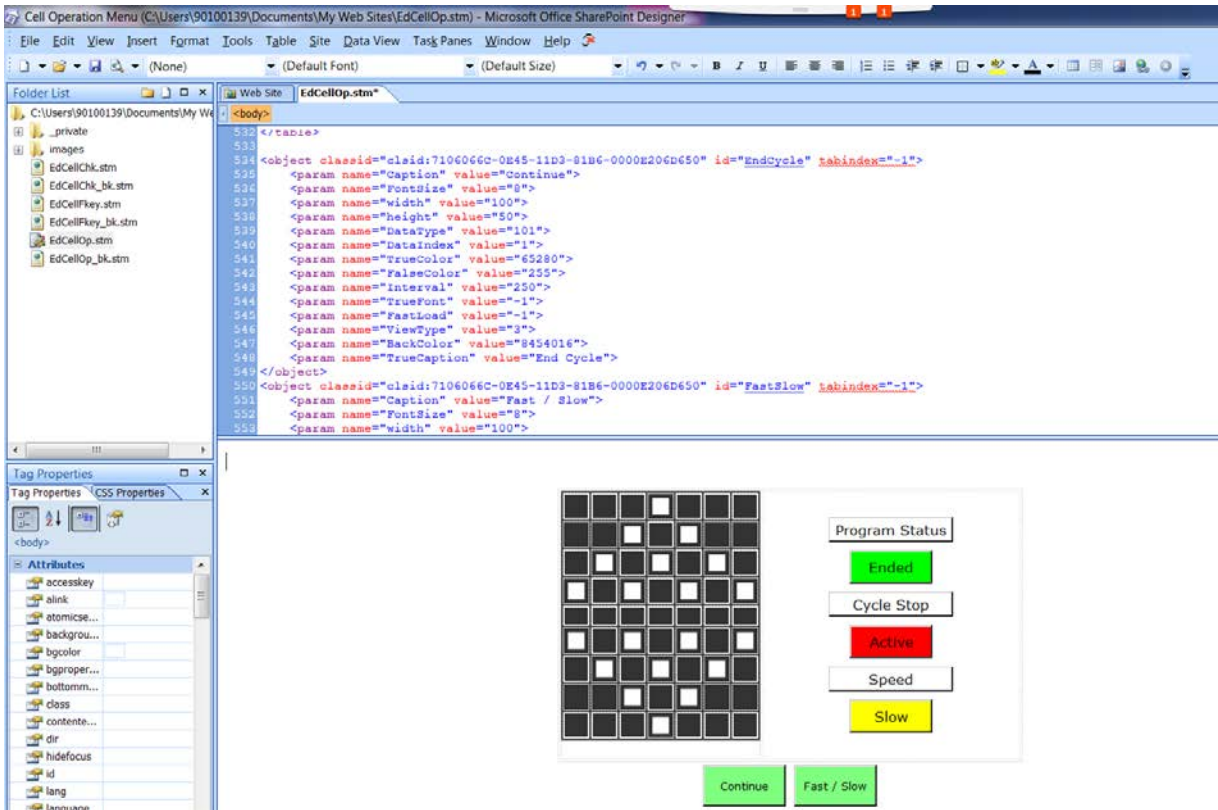 Cell Operation Menu (C:\Users\90100139\Documents\My Web Sites\EdCellOp.stm) - Microsoft Office SharePoint Designer
1 1
File Edit View Insert Format Tools Table Site Data View Task Panes Window Help
(None) (Default Font) (Default Size) B I U A
Folder List
C:\Users\90100139\Documents\My We
_private
images
EdCellChk.stm
EdCellChk_bk.stm
EdCellFkey.stm
EdCellFkey_bk.stm
EdCellOp.stm
EdCellOp_bk.stm
Web Site EdCellOp.stm*
<body>
532 </table>
533
534 <object classid="clsid:7106066C-0E45-11D3-81B6-0000E206D650" id="EndCycle" tabindex="-1">
535 <param name="Caption" value="Continue">
536 <param name="FontSize" value="8">
537 <param name="width" value="100">
538 <param name="height" value="50">
539 <param name="DataType" value="101">
540 <param name="DataIndex" value="1">
541 <param name="TrueColor" value="65280">
542 <param name="FalseColor" value="255">
543 <param name="Interval" value="250">
544 <param name="TrueFont" value="-1">
545 <param name="FastLoad" value="-1">
546 <param name="ViewType" value="3">
547 <param name="BackColor" value="8454016">
548 <param name="TrueCaption" value="End Cycle">
549 </object>
550 <object classid="clsid:7106066C-0E45-11D3-81B6-0000E206D650" id="FastSlow" tabindex="-1">
551 <param name="Caption" value="Fast / Slow">
552 <param name="FontSize" value="8">
553 <param name="width" value="100">
Tag Properties
Tag Properties CSS Properties
<body>
Attributes
accesskey
alink
atomicse...
backgrou...
bgcolor
bgproper...
bottomm...
class
contente...
dir
hidefocus
id
lang
language
Program Status
Ended
Cycle Stop
Active
Speed
Slow
Continue Fast / Slow